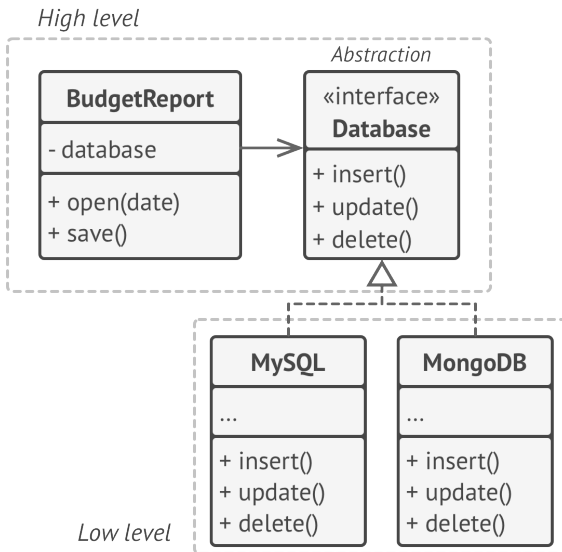 High level
Abstraction
BudgetReport
- database
+ open(date)
+ save()
«interface»
Database
+ insert()
+ update()
+ delete()
MySQL
...
+ insert()
+ update()
+ delete()
MongoDB
...
+ insert()
+ update()
+ delete()
Low level